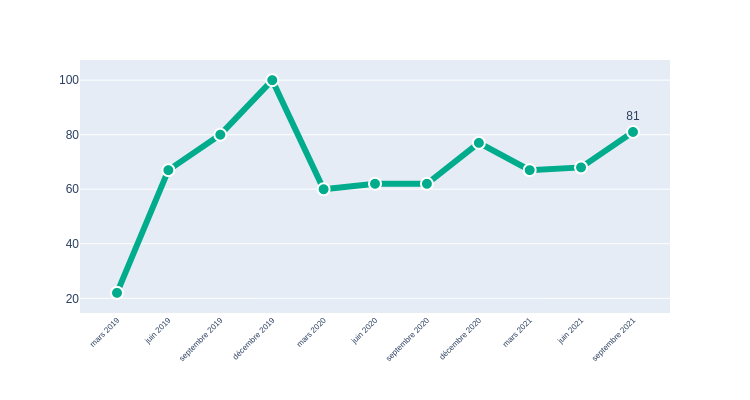 100
80
60
40
20
81
mars 2019
juin 2019
septembre 2019
décembre 2019
mars 2020
juin 2020
septembre 2020
décembre 2020
mars 2021
juin 2021
septembre 2021